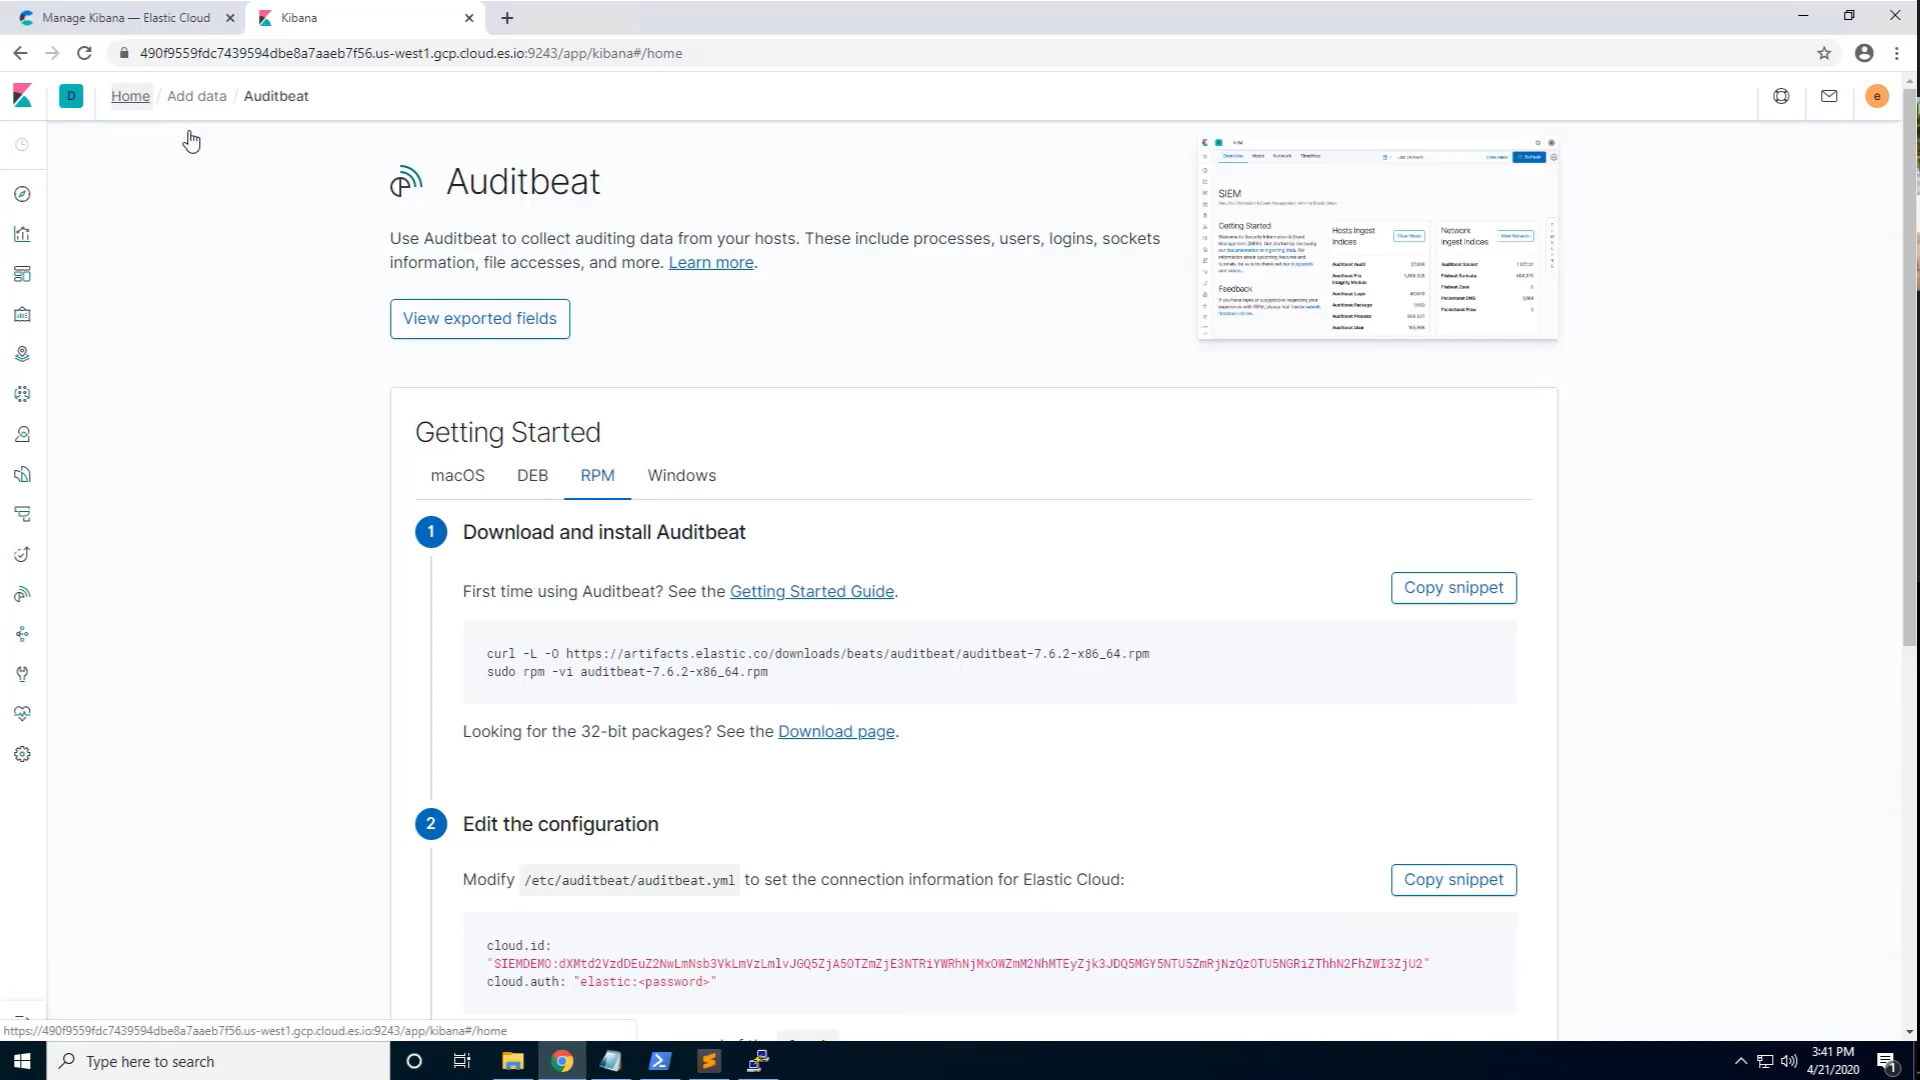 Manage Kibana — Elastic Cloud
Kibana
490f9559fdc7439594dbe8a7aaeb7f56.us-west1.gcp.cloud.es.io:9243/app/kibana#/home
D
Home / Add data / Auditbeat
e
Auditbeat
Use Auditbeat to collect auditing data from your hosts. These include processes, users, logins, sockets
information, file accesses, and more. Learn more.
View exported fields
SIEM
Getting Started
Hosts Ingest
Indices
Network
Ingest Indices
Feedback
Getting Started
macOS DEB RPM Windows
1 Download and install Auditbeat
First time using Auditbeat? See the Getting Started Guide.
Copy snippet
curl -L -O https://artifacts.elastic.co/downloads/beats/auditbeat/auditbeat-7.6.2-x86_64.rpm
sudo rpm -vi auditbeat-7.6.2-x86_64.rpm
Looking for the 32-bit packages? See the Download page.
2 Edit the configuration
Modify /etc/auditbeat/auditbeat.yml to set the connection information for Elastic Cloud:
Copy snippet
cloud.id:
"SIEMDEMO:dXMtd2VzdDEuZ2NwLmNsb3VkLmVzLmlvJGQ5ZjA5OTZmZjE3NTRiYWRhNjMxOWZmM2NhMTEyZjk3JDQ5MGY5NTU5ZmRjNzQzOTU5NGRiZThhN2FhZWI3ZjU2"
cloud.auth: "elastic:<password>"
https://490f9559fdc7439594dbe8a7aaeb7f56.us-west1.gcp.cloud.es.io:9243/app/kibana#/home
Type here to search
3:41 PM
4/21/2020
1